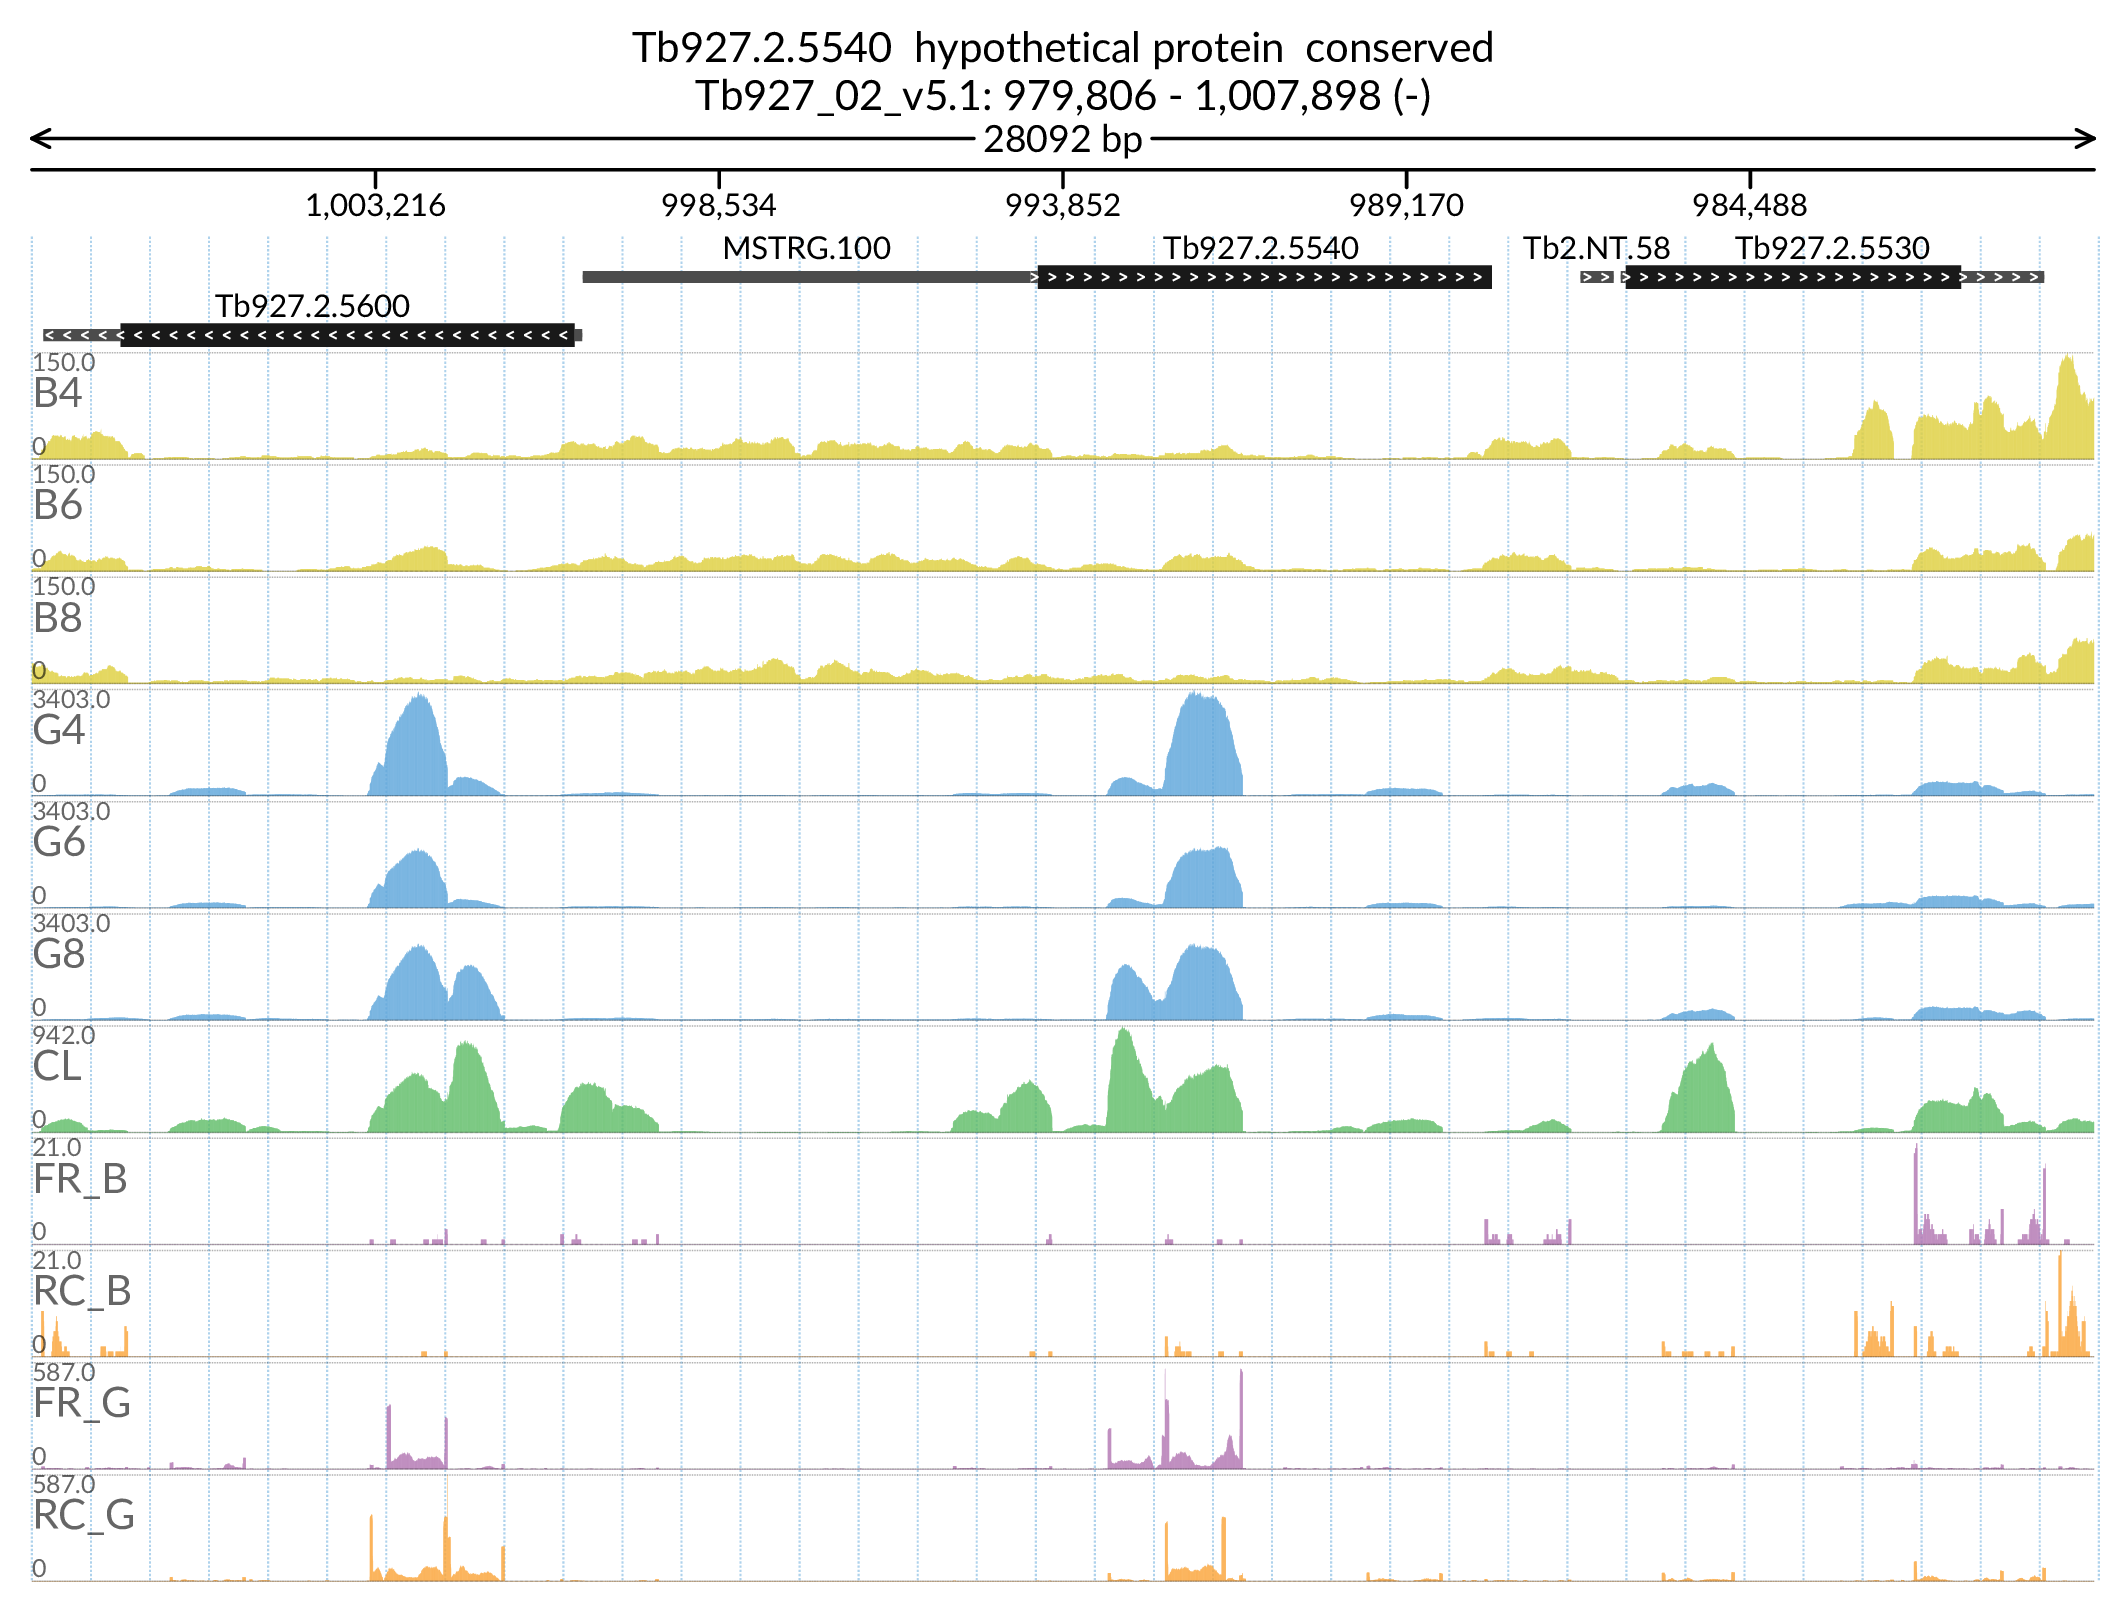 Tb927.2.5540  hypothetical protein  conserved
Tb927_02_v5.1: 979,806 - 1,007,898 (-)
28092 bp
1,003,216 998,534 993,852 989,170 984,488
MSTRG.100 Tb927.2.5540 Tb2.NT.58 Tb927.2.5530
Tb927.2.5600
150.0
B4
0
150.0
B6
0
150.0
B8
0
3403.0
G4
0
3403.0
G6
0
3403.0
G8
0
942.0
CL
0
21.0
FR_B
0
21.0
RC_B
0
587.0
FR_G
0
587.0
RC_G
0